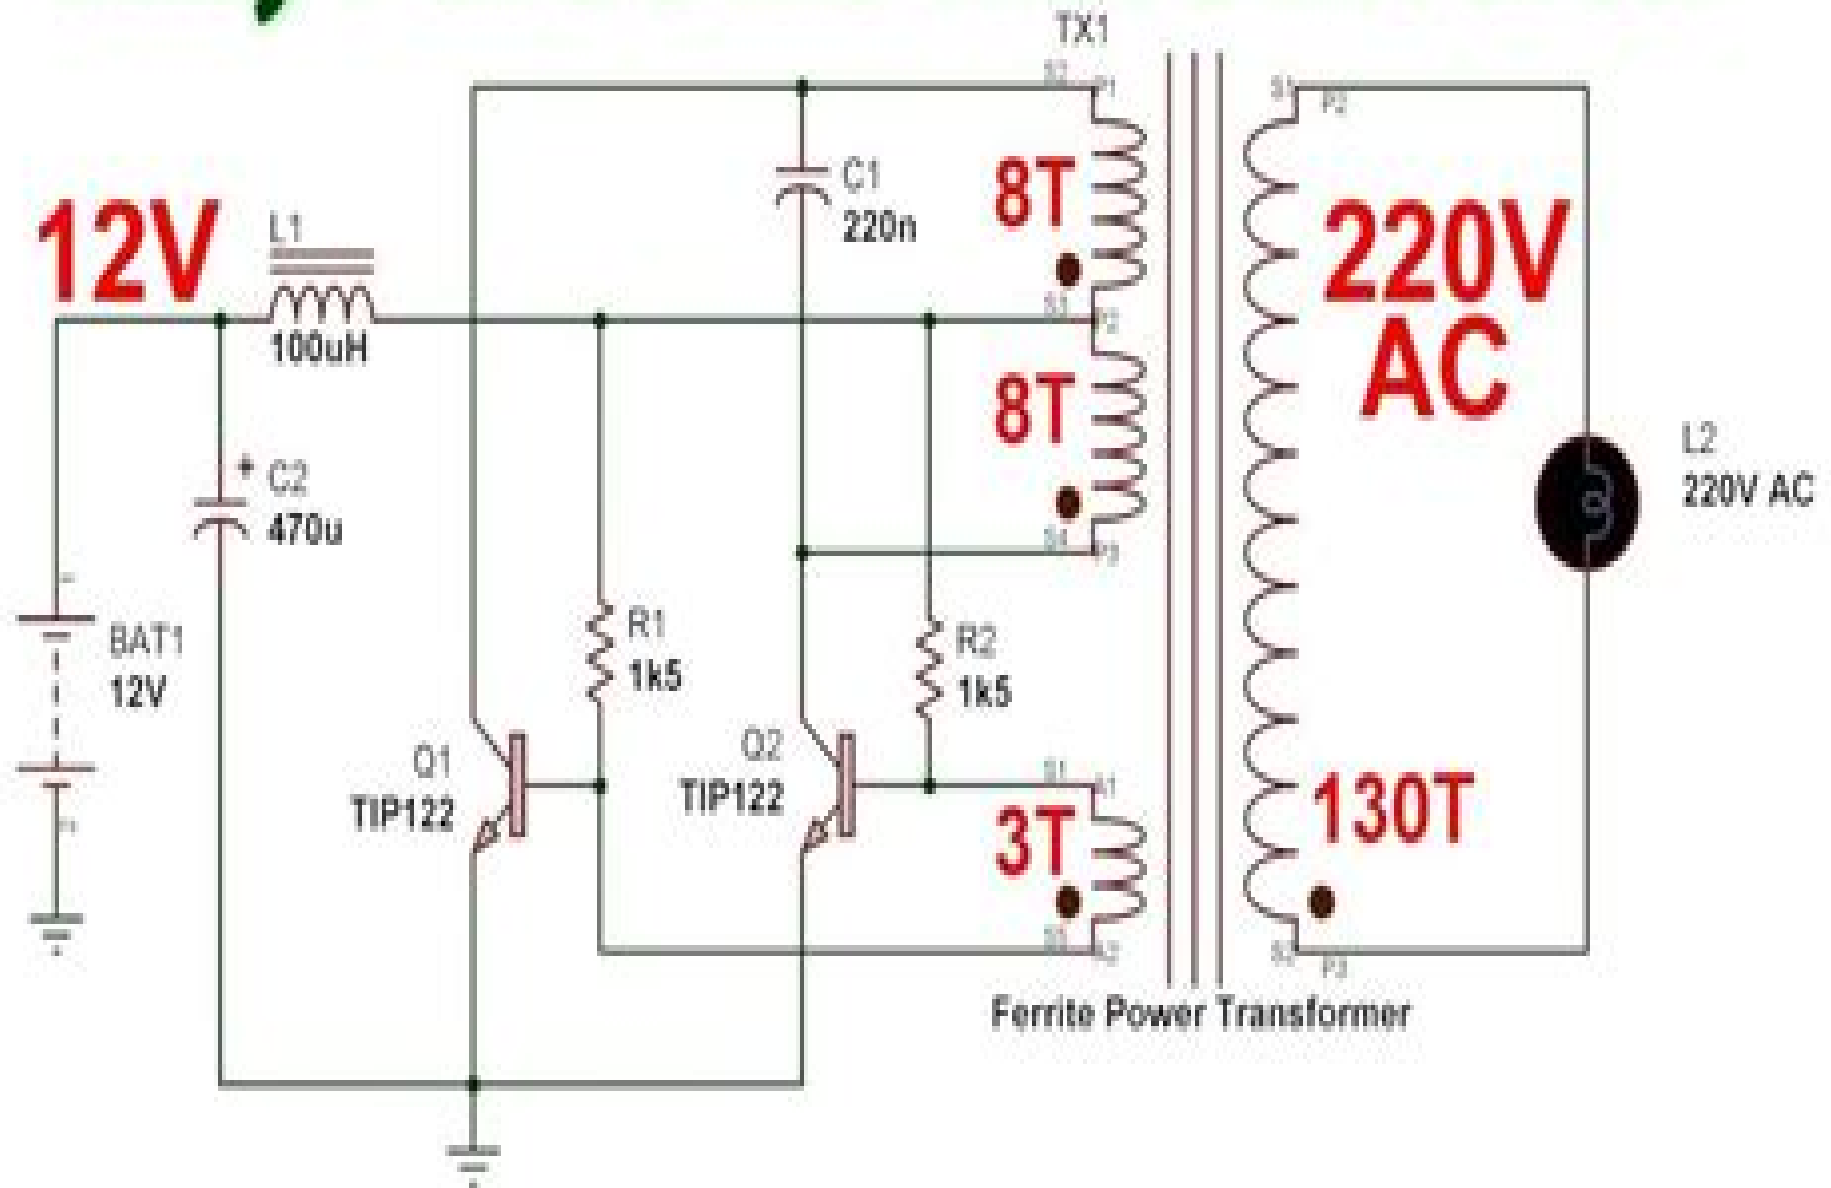 TX1
12V
L1
100uH
C1
220n
8T
8T
220V
AC
C2
470u
BAT1
12V
R1
1k5
R2
1k5
Q1
TIP122
Q2
TIP122
3T
130T
L2
220V AC
Ferrite Power Transformer